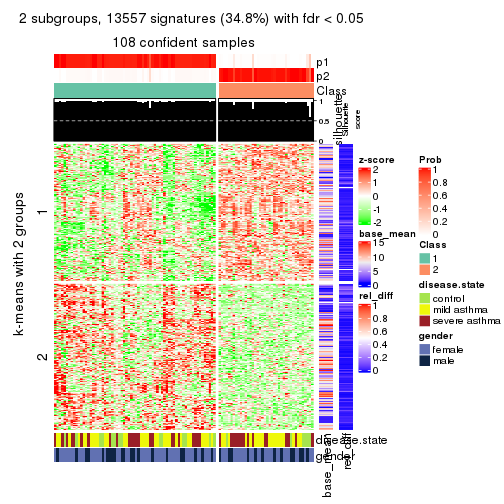 2 subgroups, 13557 signatures (34.8%) with fdr < 0.05
108 confident samples
p1
p2
Class
1
0.5
0
silhouette
Silhouette
score
k-means with 2 groups
1
2
disease.state
gender
base_mean
rel_diff
z-score
2
1
0
-1
-2
base_mean
15
10
5
0
rel_diff
1
0.8
0.6
0.4
0.2
0
Prob
1
0.8
0.6
0.4
0.2
0
Class
1
2
disease.state
control
mild asthma
severe asthma
gender
female
male